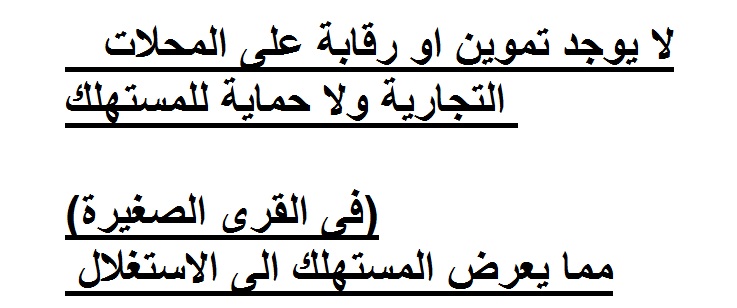 لا يوجد تموين او رقابة على المحلات
التجارية ولا حماية للمستهلك
(فى القرى الصغيرة)
مما يعرض المستهلك الى الاستغلال